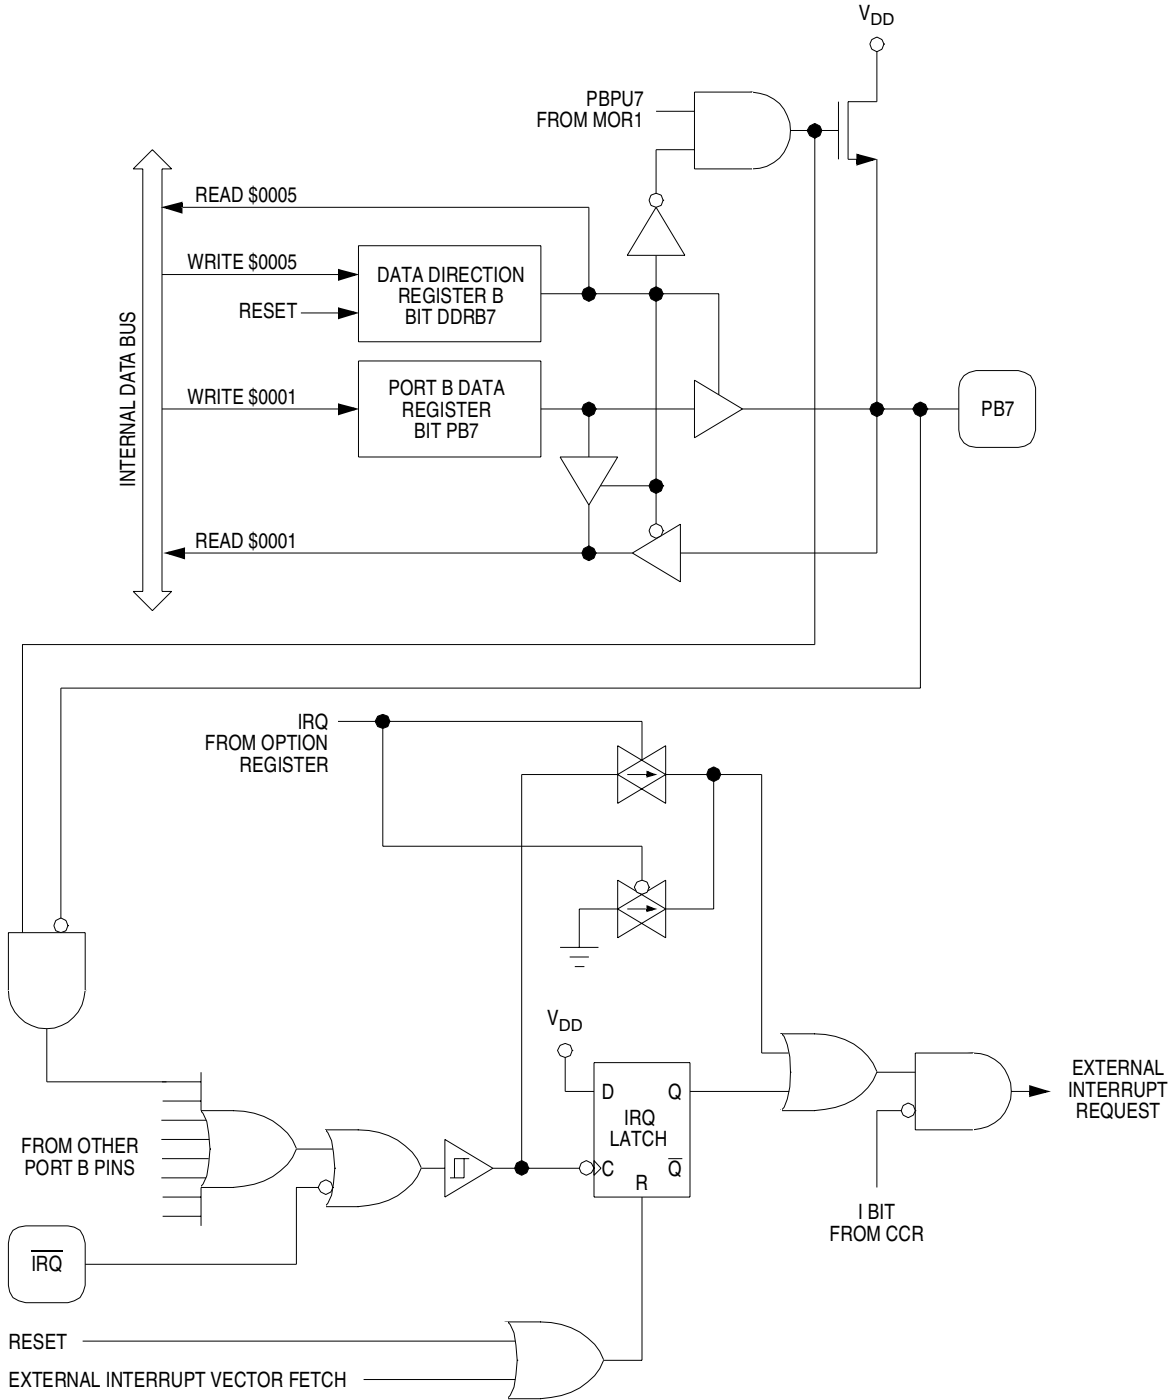 VDD
PBPU7
FROM MOR1
READ $0005
WRITE $0005
DATA DIRECTION
REGISTER B
BIT DDRB7
RESET
INTERNAL DATA BUS
WRITE $0001
PORT B DATA
REGISTER
BIT PB7
PB7
READ $0001
IRQ
FROM OPTION
REGISTER
VDD
D
Q
IRQ
LATCH
C
Q
R
EXTERNAL
INTERRUPT
REQUEST
FROM OTHER
PORT B PINS
I BIT
FROM CCR
IRQ
RESET
EXTERNAL INTERRUPT VECTOR FETCH